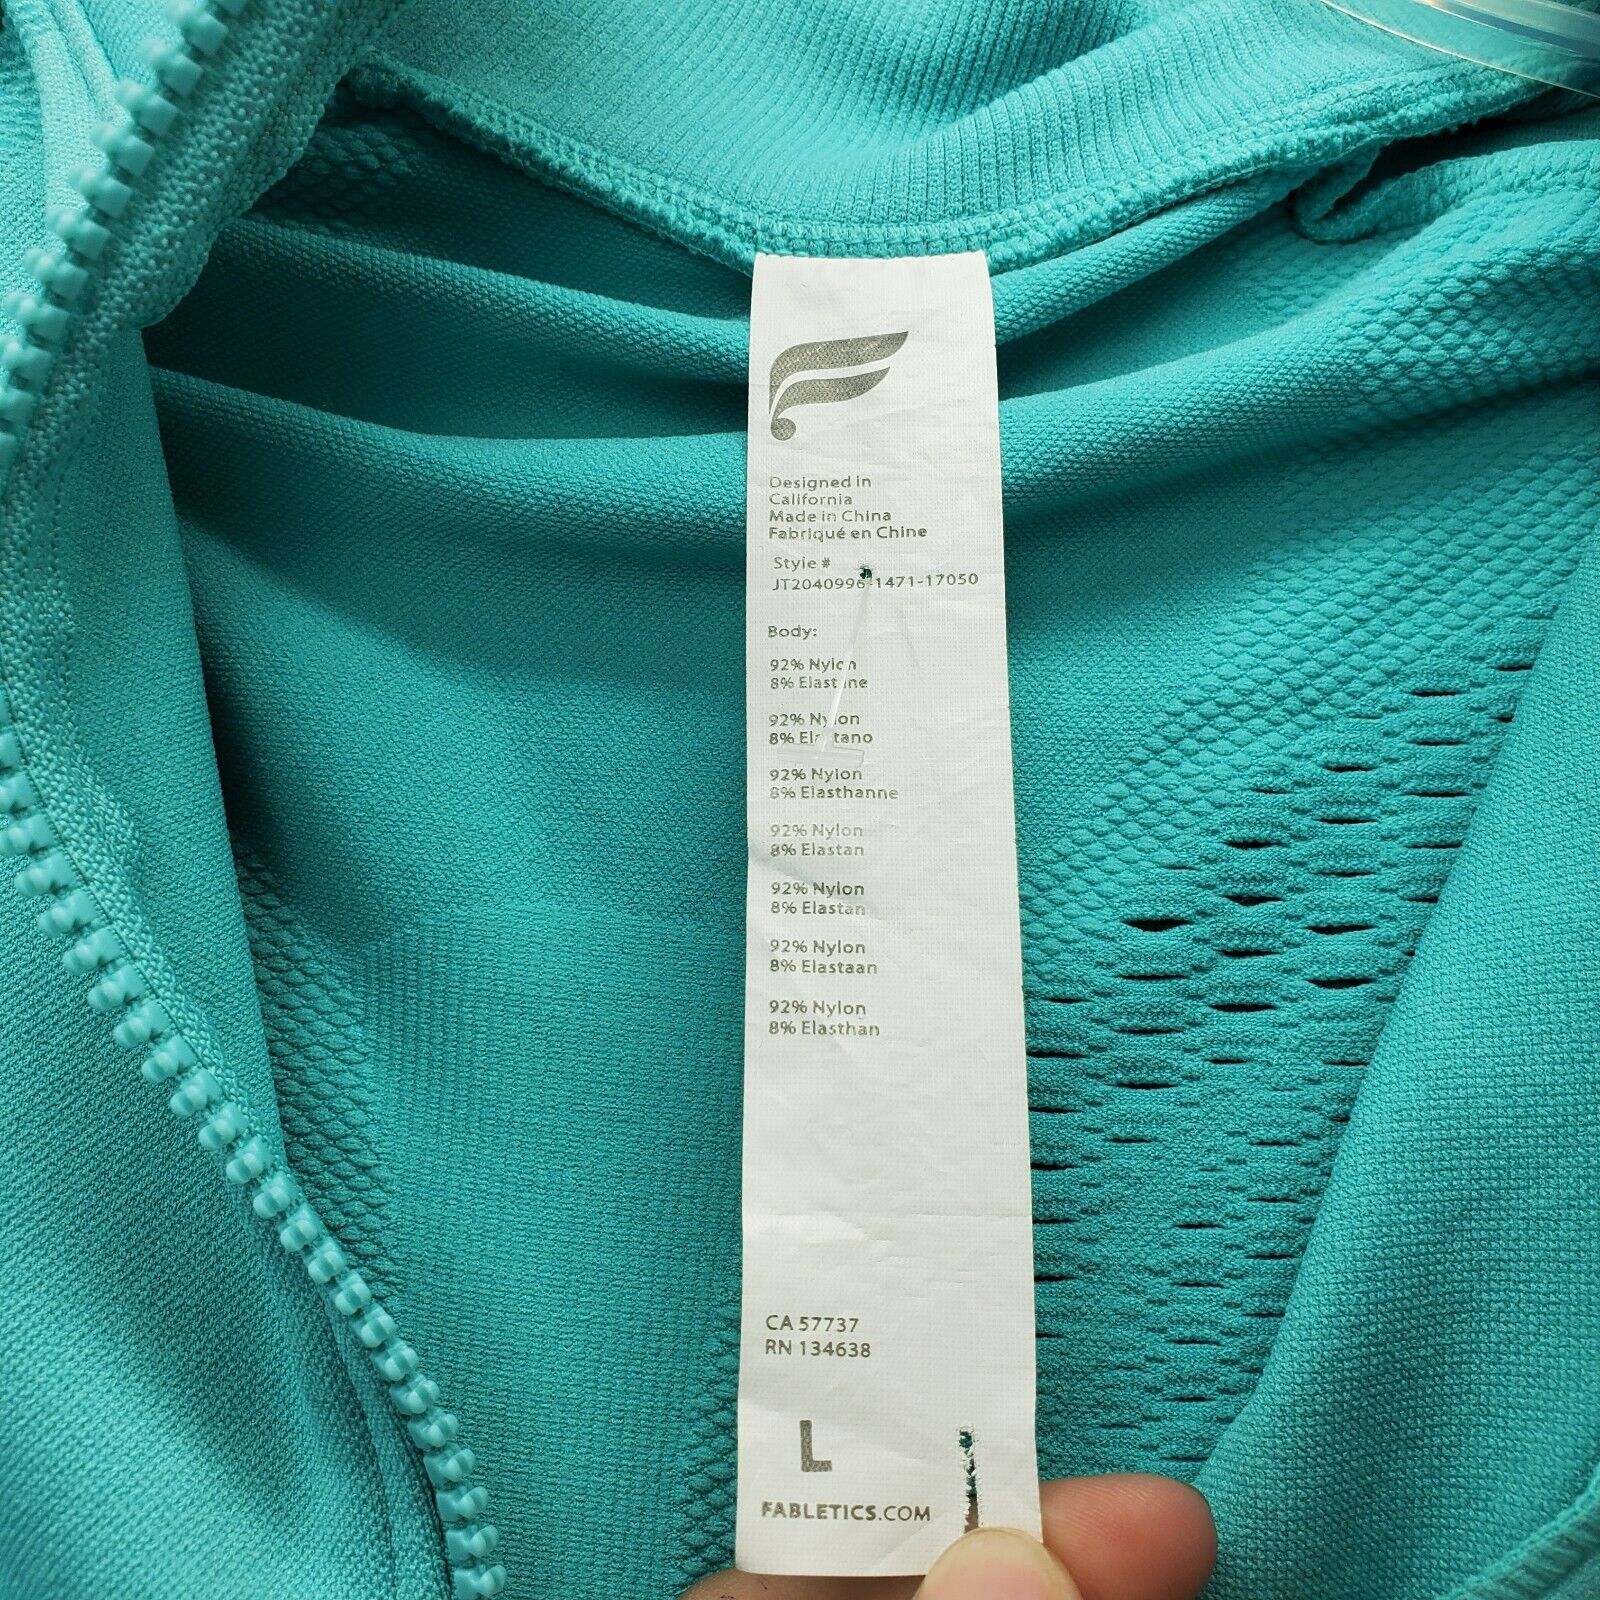 Designed in
California
Made in China
Fabriqué en Chine
Style #
JT2040996-1471-17050
Body:
92% Nylon
8% Elastane
92% Nylon
8% Elastano
92% Nylon
8% Elasthanne
92% Nylon
8% Elastan
92% Nylon
8% Elastan
92% Nylon
8% Elastaan
92% Nylon
8% Elasthan
CA 57737
RN 134638
L
FABLETICS.COM